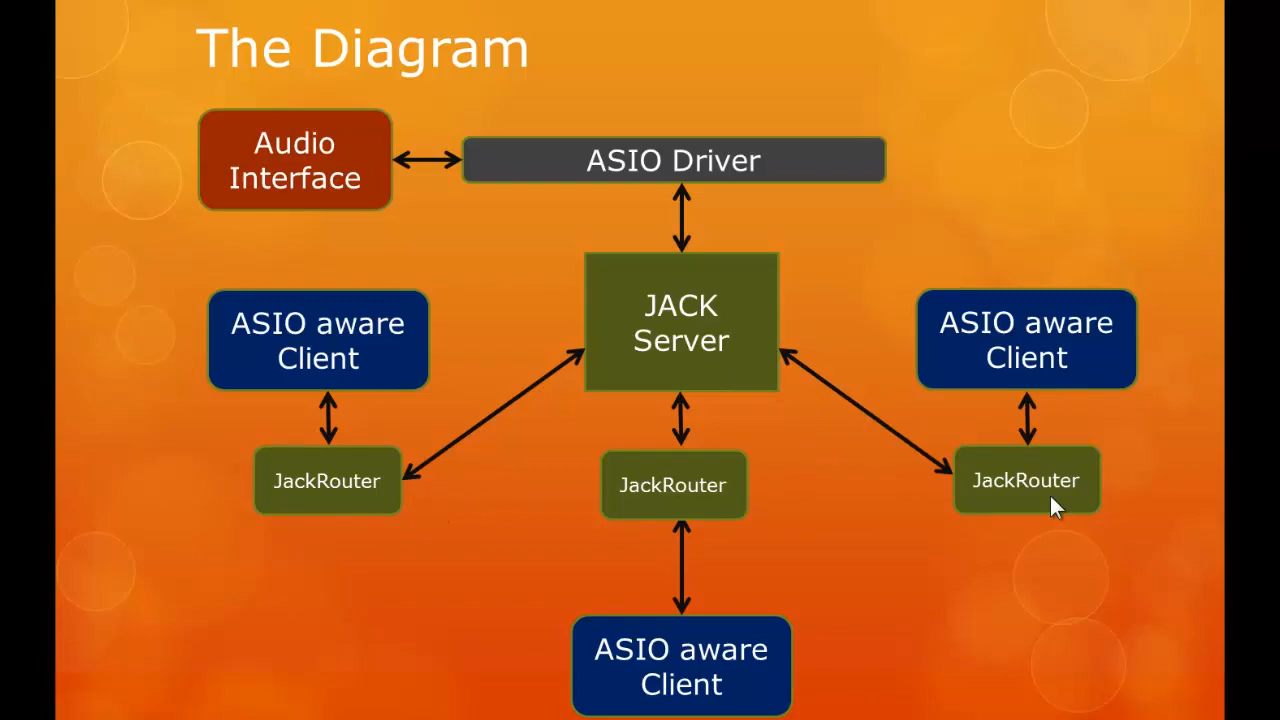 The Diagram
Audio
Interface
ASIO Driver
JACK
Server
ASIO aware
Client
ASIO aware
Client
JackRouter
JackRouter
JackRouter
ASIO aware
Client